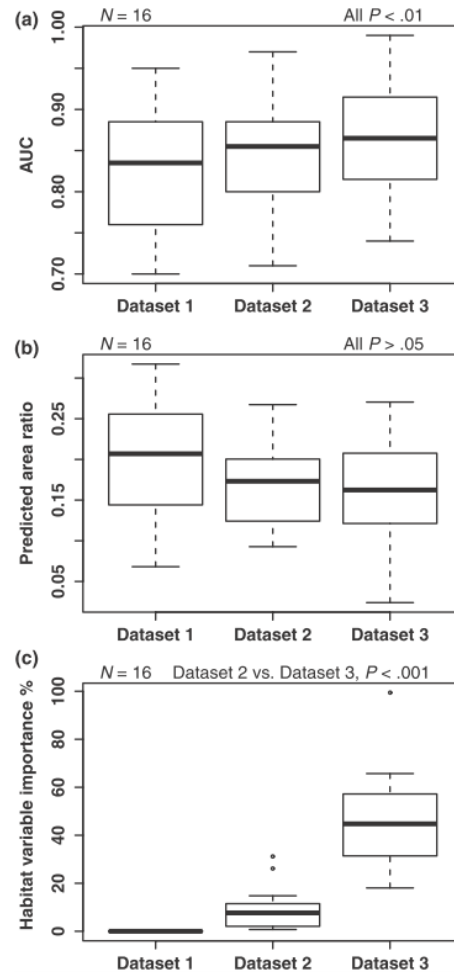 (a) N = 16 All P < .01
AUC
1.00
0.90
0.80
0.70
Dataset 1 Dataset 2 Dataset 3
(b) N = 16 All P > .05
Predicted area ratio
0.25
0.15
0.05
Dataset 1 Dataset 2 Dataset 3
(c) N = 16 Dataset 2 vs. Dataset 3, P < .001
Habitat variable importance %
100
80
60
40
20
0
Dataset 1 Dataset 2 Dataset 3